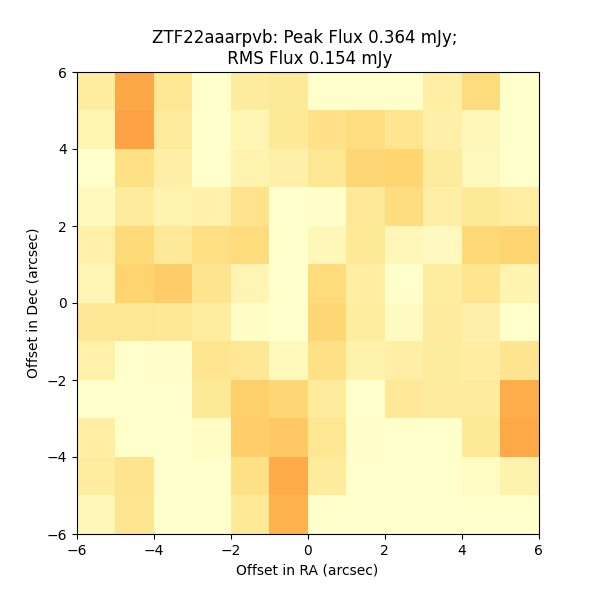 ZTF22aaarpvb: Peak Flux 0.364 mJy;
RMS Flux 0.154 mJy
6
4
2
0
−2
−4
−6
Offset in Dec (arcsec)
−6 −4 −2 0 2 4 6
Offset in RA (arcsec)